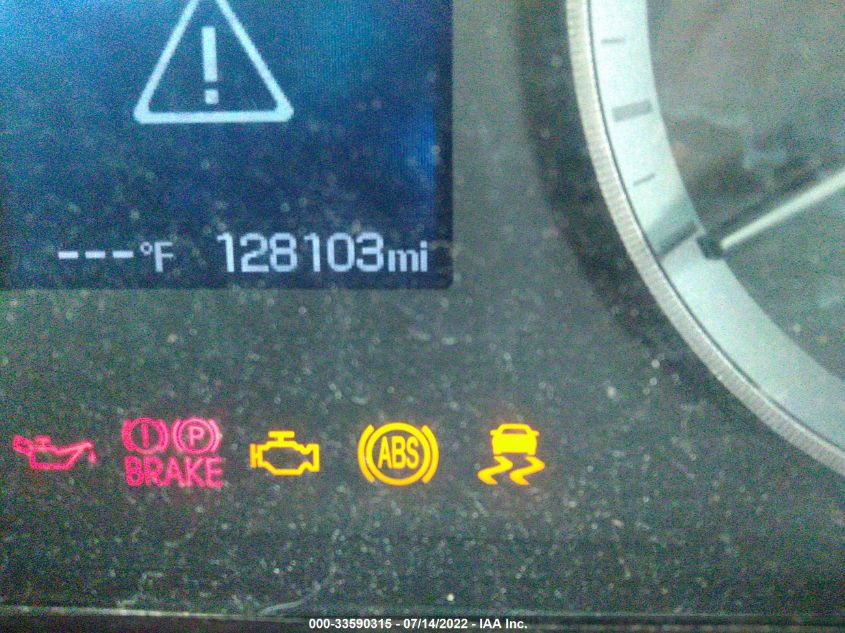 !
---°F 128103mi
! P
BRAKE
ABS
000-33590315 - 07/14/2022 - IAA Inc.